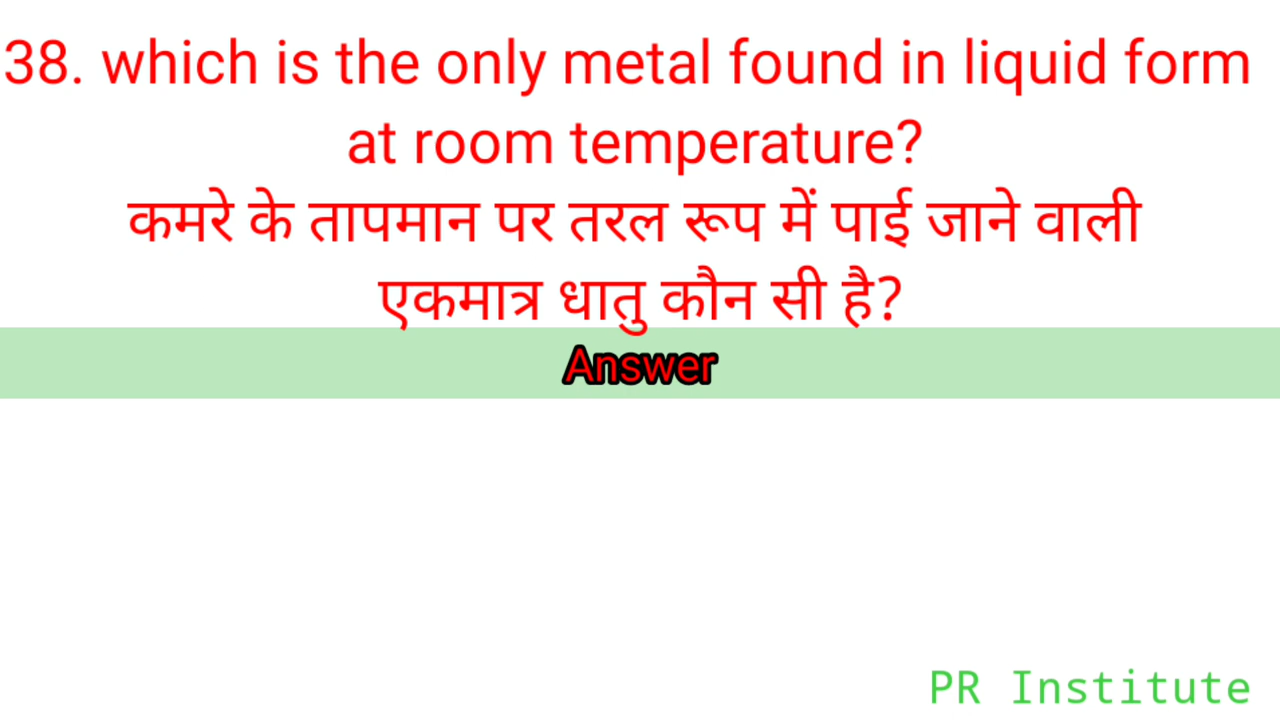 38. which is the only metal found in liquid form
at room temperature?
कमरे के तापमान पर तरल रूप में पाई जाने वाली
एकमात्र धातु कौन सी है?
Answer
PR Institute